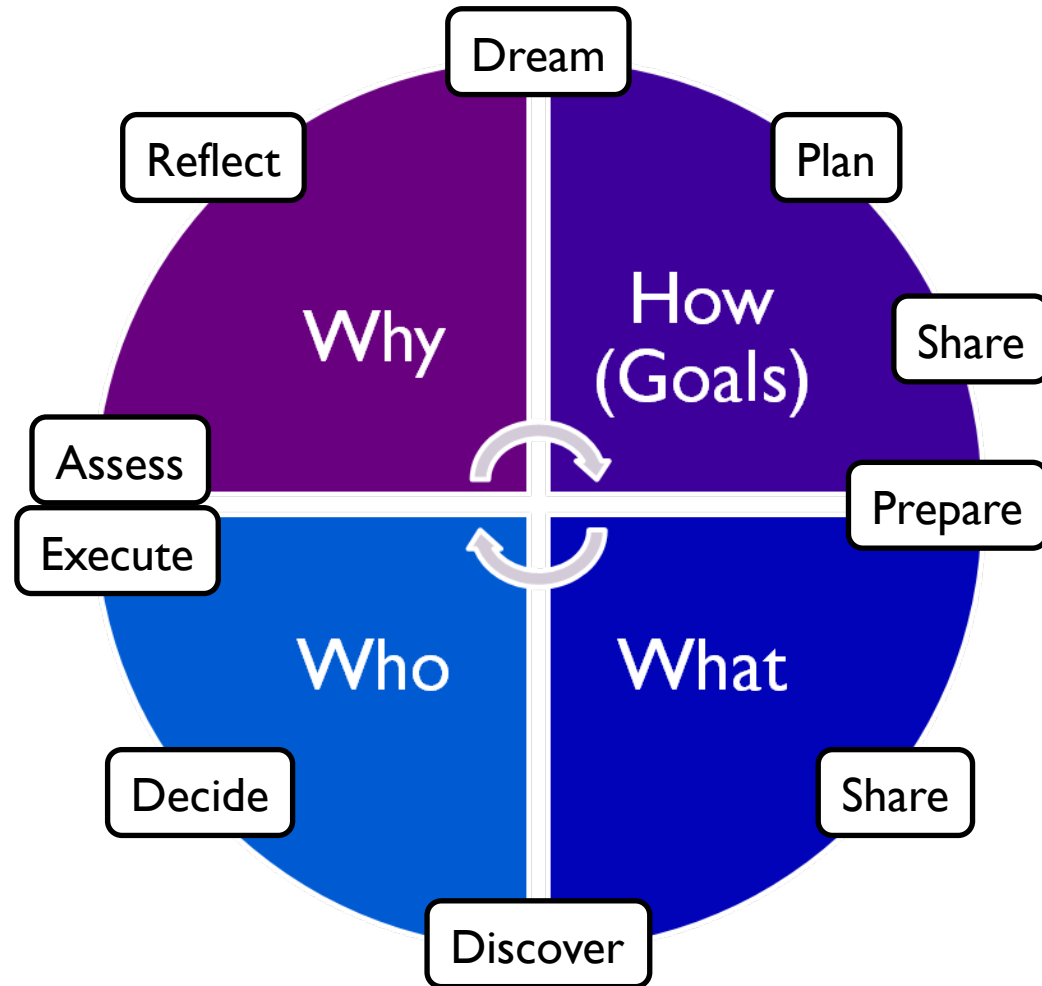 Dream
Reflect
Plan
How
(Goals)
Why
Share
Assess
Prepare
Execute
Who
What
Decide
Share
Discover